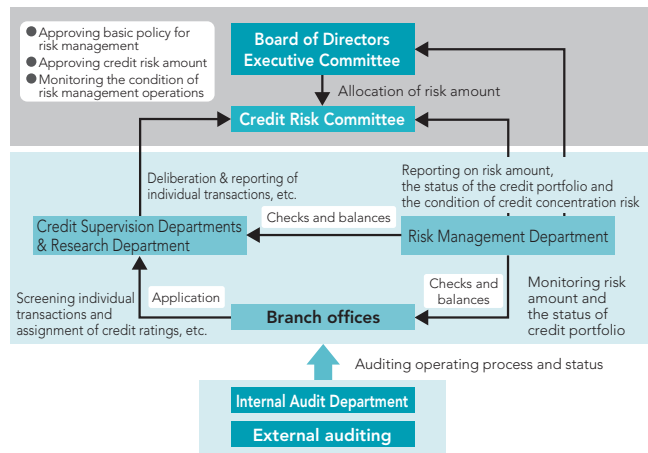 ● Approving basic policy for
risk management
● Approving credit risk amount
● Monitoring the condition of
risk management operations
Board of Directors
Executive Committee
Allocation of risk amount
Credit Risk Committee
Deliberation & reporting of
individual transactions, etc.
Reporting on risk amount,
the status of the credit portfolio and
the condition of credit concentration risk
Checks and balances
Credit Supervision Departments
& Research Department
Risk Management Department
Screening individual
transactions and
assignment of credit ratings, etc.
Application
Branch offices
Checks and
balances
Monitoring risk
amount and
the status of
credit portfolio
Auditing operating process and status
Internal Audit Department
External auditing